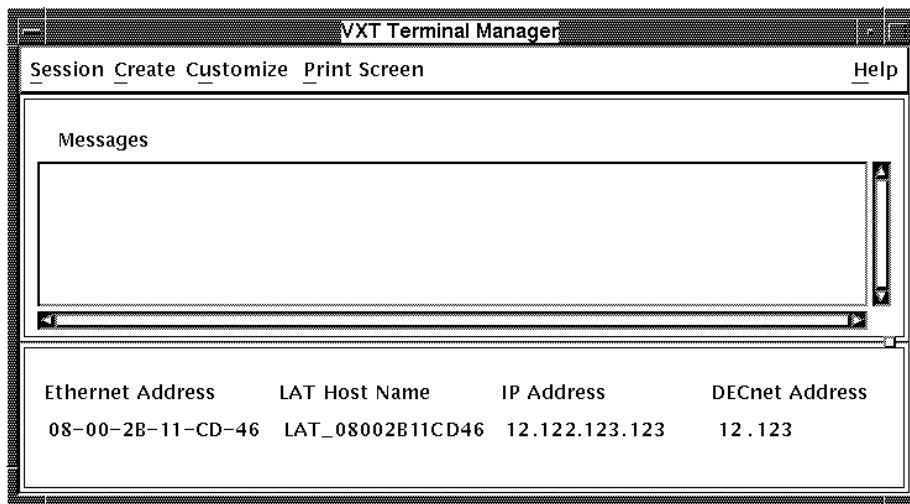 VXT Terminal Manager
Session Create Customize Print Screen Help
Messages
Ethernet Address LAT Host Name IP Address DECnet Address
08-00-2B-11-CD-46 LAT_08002B11CD46 12.122.123.123 12.123